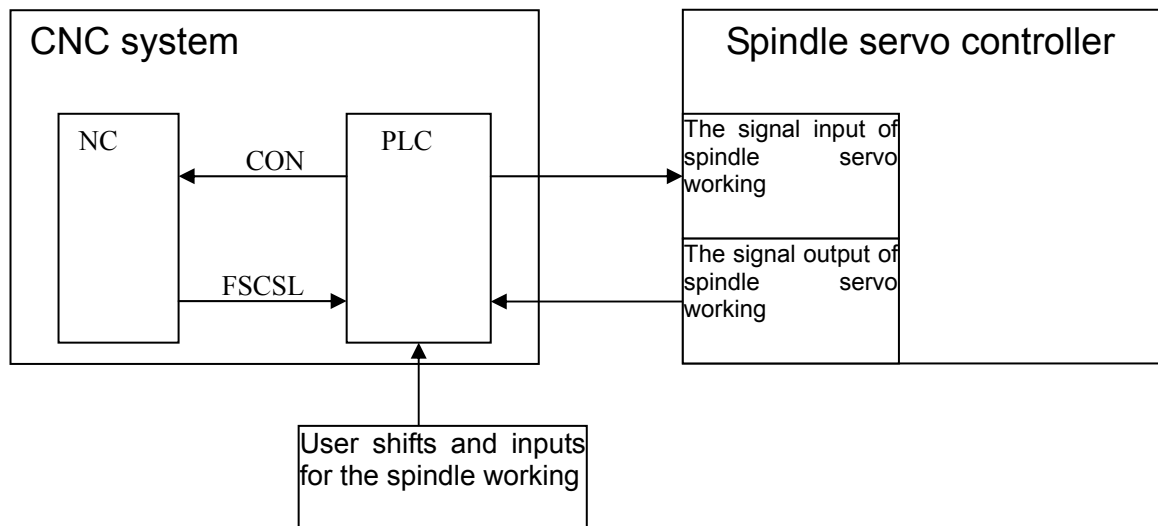 CNC system
Spindle servo controller
NC
CON
PLC
FSCSL
The signal input of
spindle servo
working
The signal output of
spindle servo
working
User shifts and inputs
for the spindle working